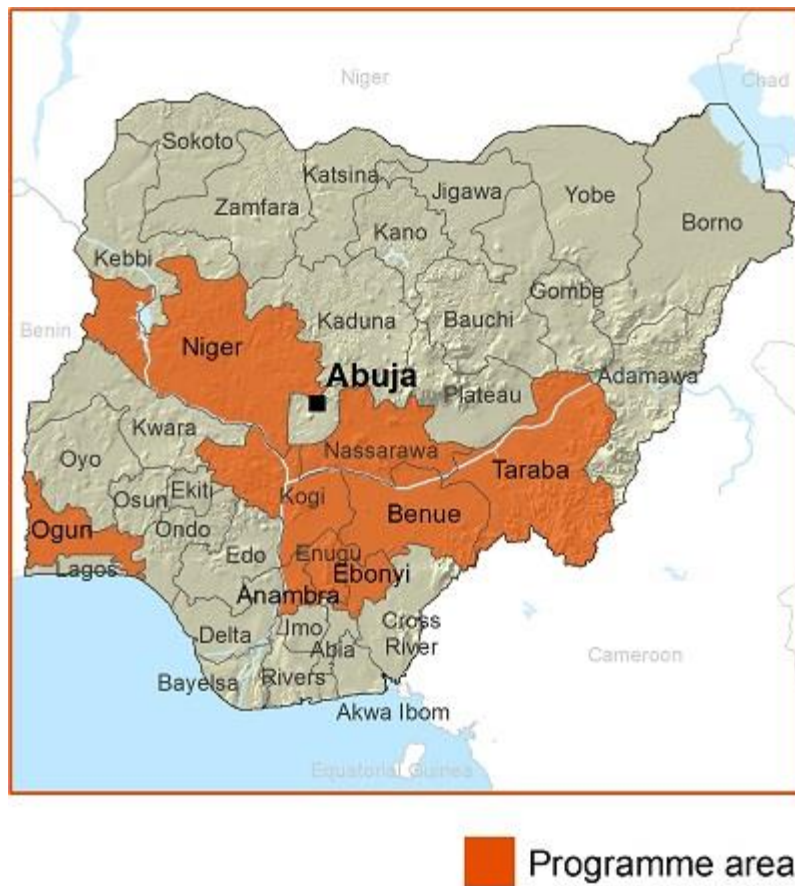 Niger
Chad
Sokoto
Katsina
Jigawa
Yobe
Zamfara
Borno
Kano
Kebbi
Gombe
Kaduna
Bauchi
Benin
Niger
Abuja
Adamawa
Plateau
Kwara
Nassarawa
Oyo
Taraba
Ekiti
Osun
Kogi
Benue
Ogun
Ondo
Edo
Enugu
Lagos
Ebonyi
Anambra
Delta
Imo
Cross
River
Abia
Cameroon
Bayelsa
Rivers
Akwa Ibom
Equatorial Guinea
Programme area